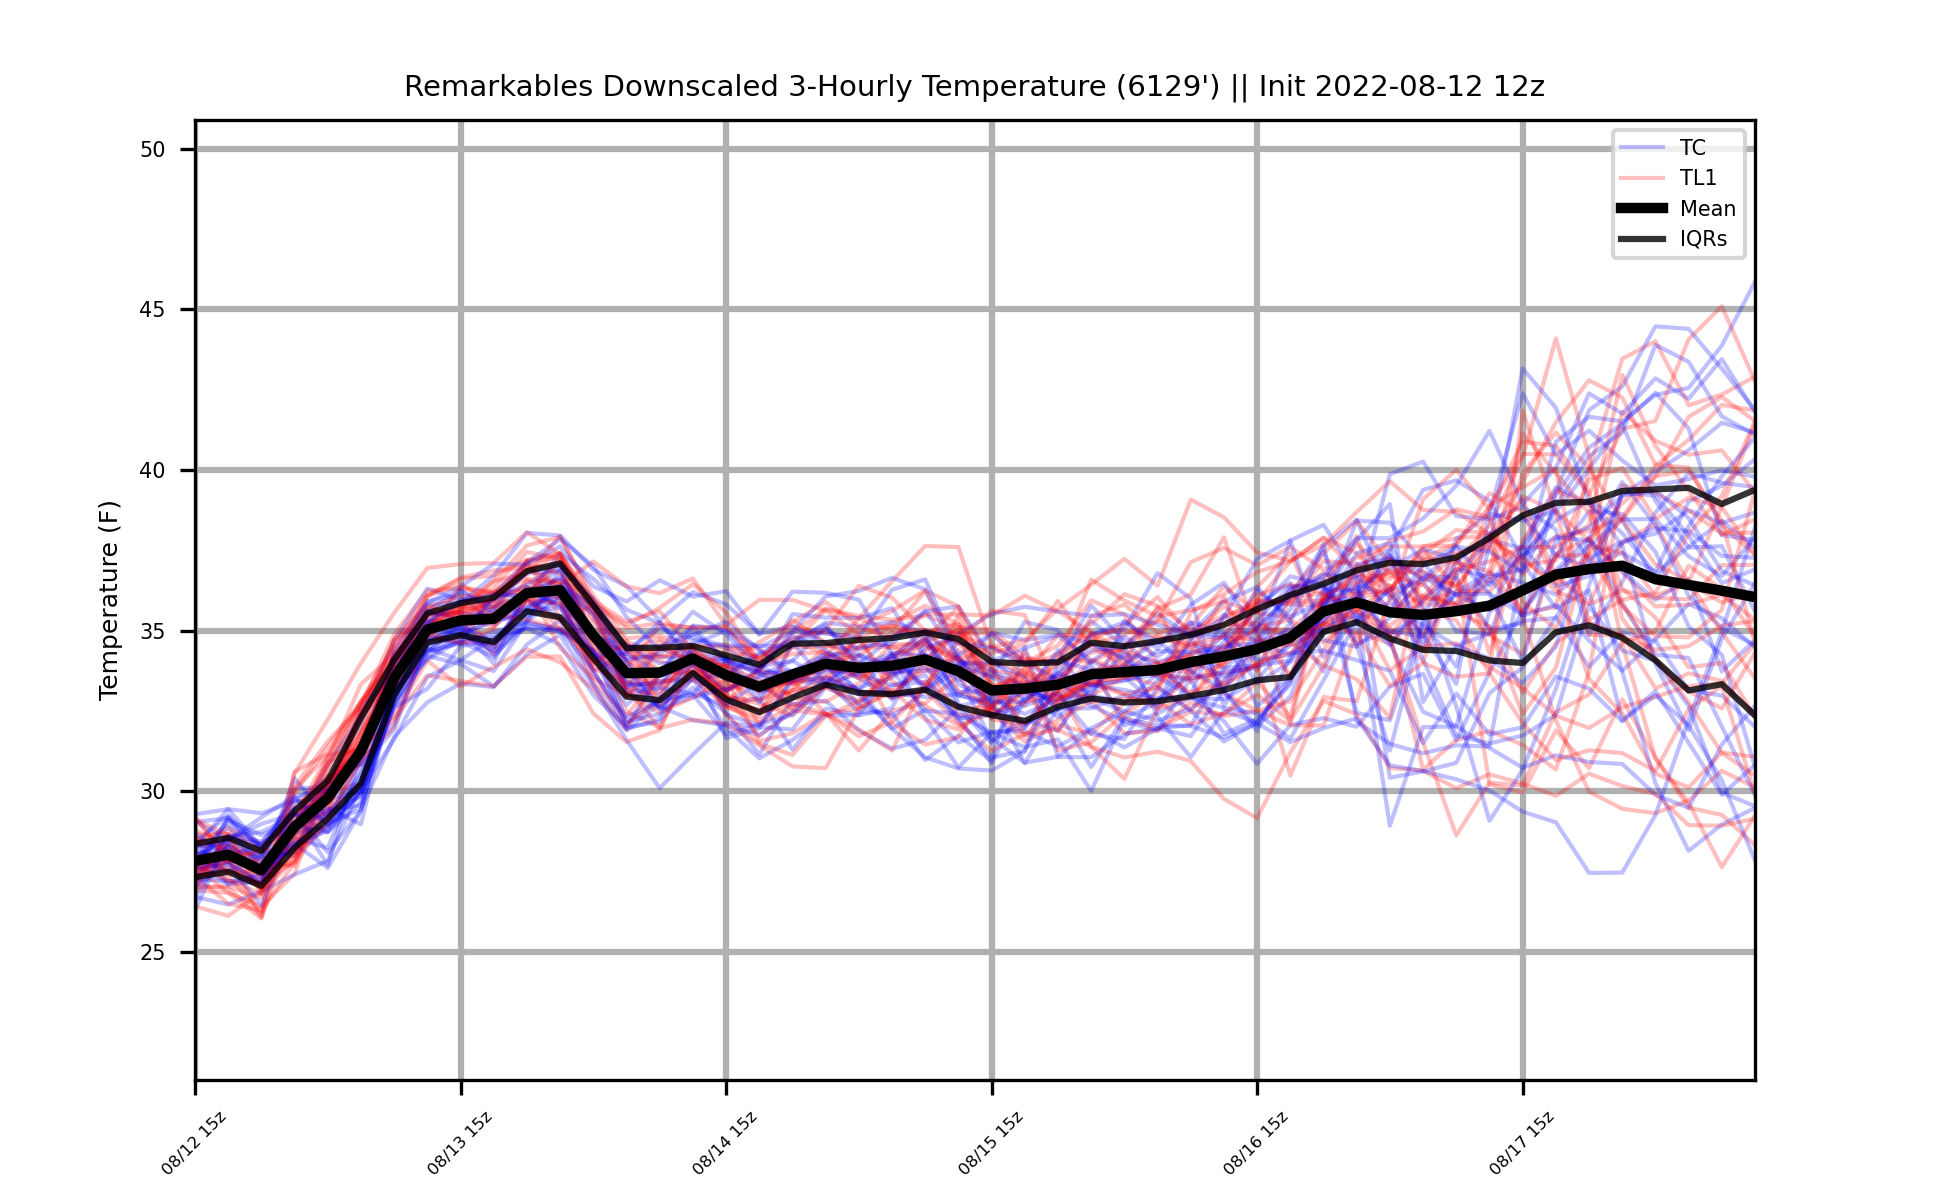 Remarkables Downscaled 3-Hourly Temperature (6129') || Init 2022-08-12 12z
TC
TL1
Mean
IQRs
Temperature (F)
50
45
40
35
30
25
08/12 15z
08/13 15z
08/14 15z
08/15 15z
08/16 15z
08/17 15z